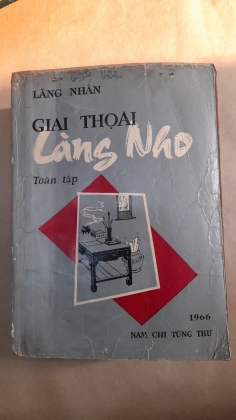 LÃNG NHÂN
GIAI THOẠI
Làng Nho
Toàn tập
1966
NAM CHI TÙNG THƯ